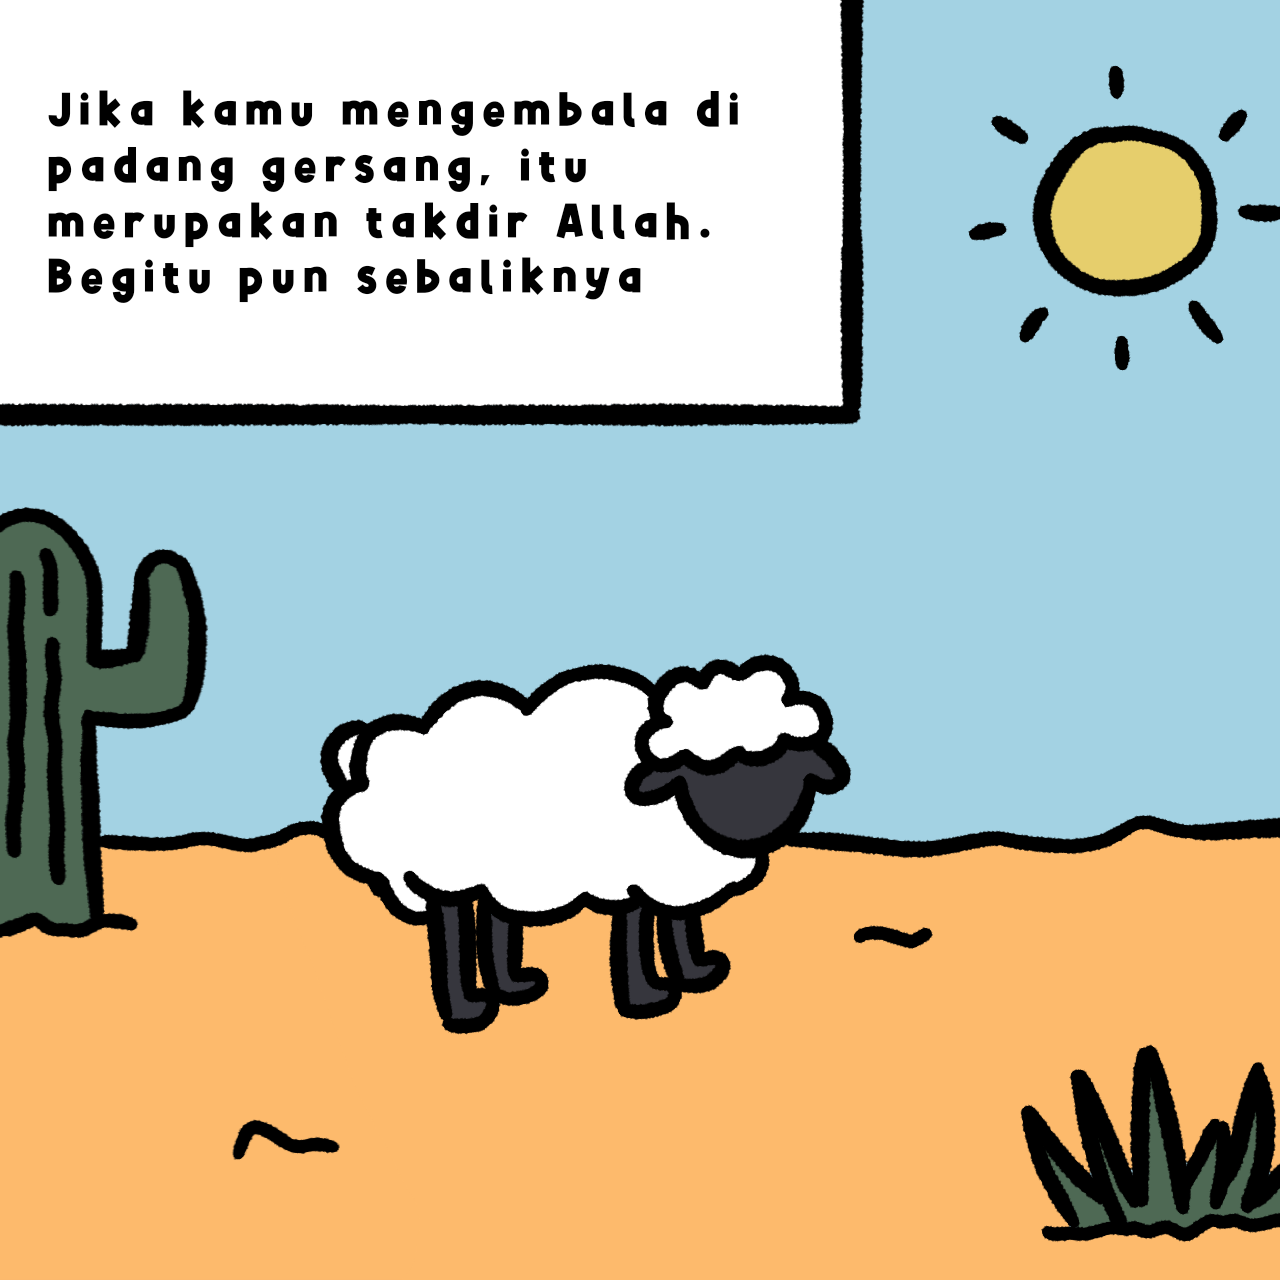 Jika kamu mengembala di
padang gersang, itu
merupakan takdir Allah.
Begitu pun sebaliknya